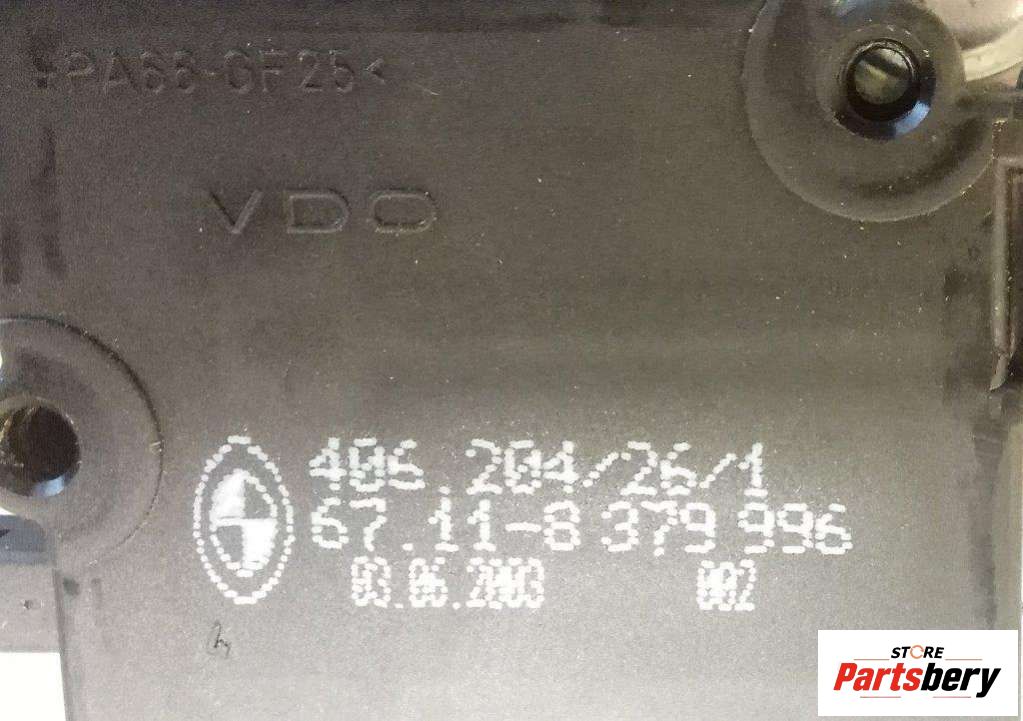 >PA66-GF25<
VDO
406.204/26/1
67.11-8 379 996
03.06.2003 002
STORE
Partsbery